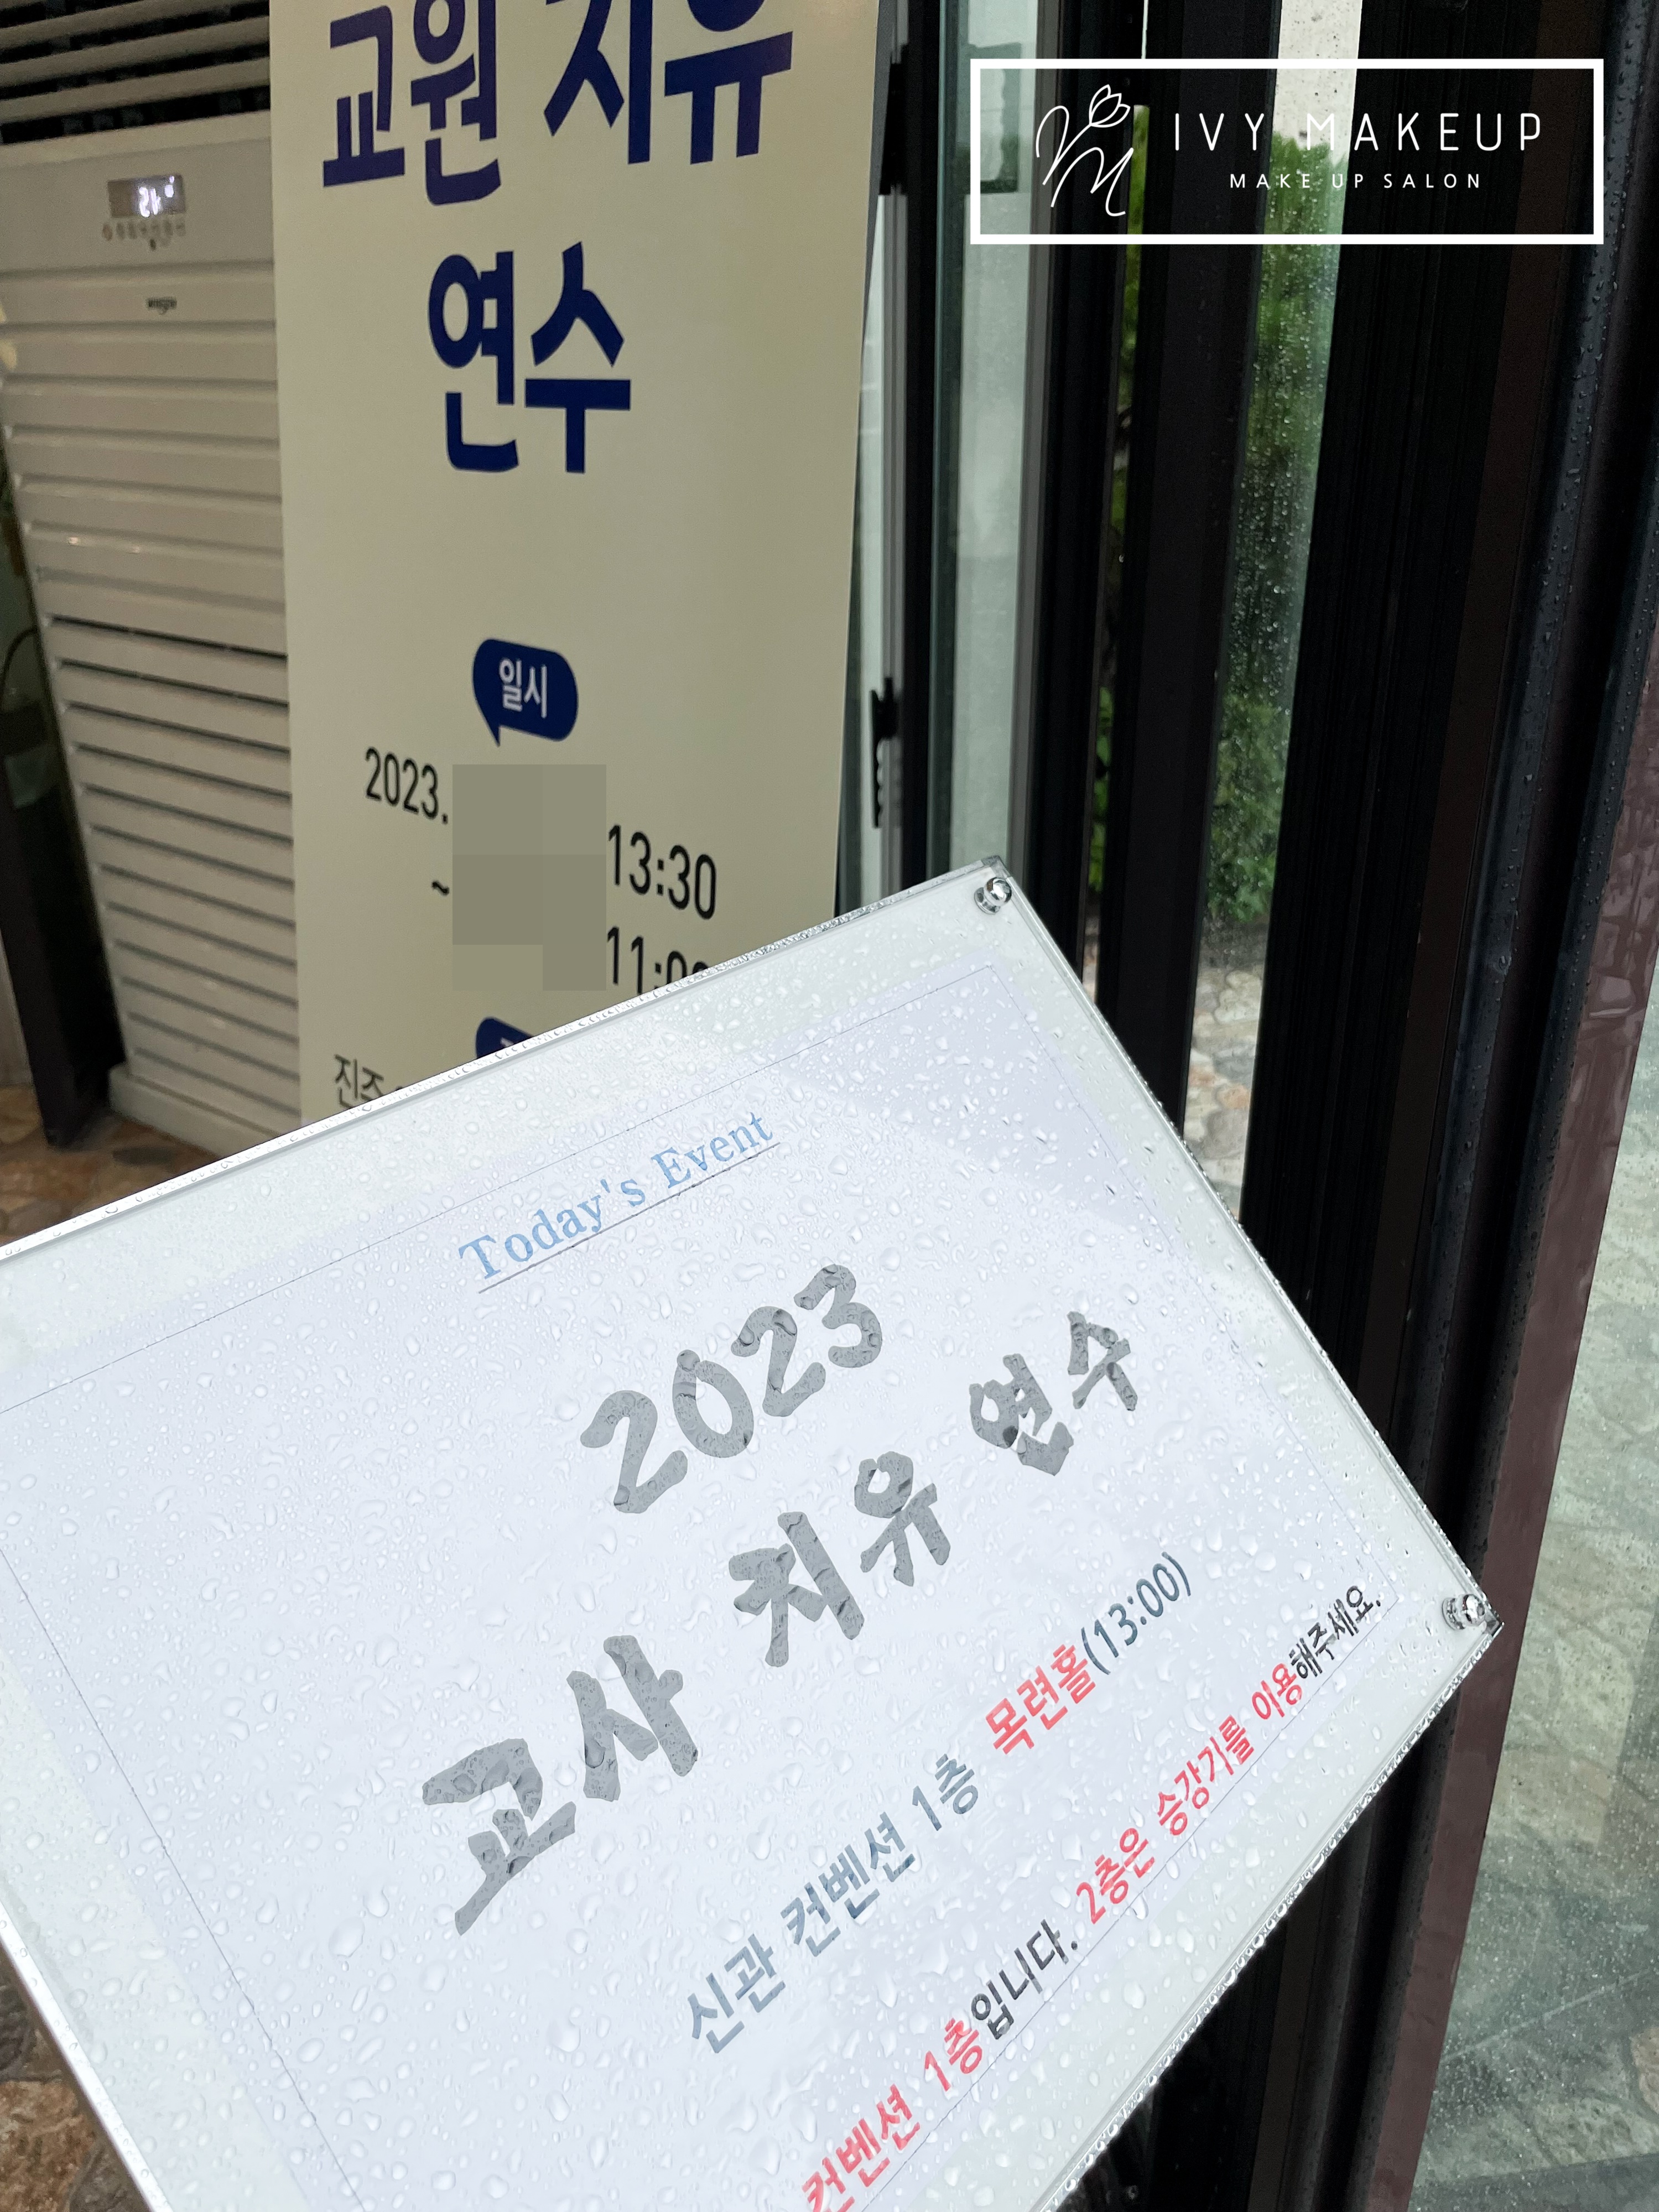 교원 치유
연수
일시
2023.
13:30
~
IVY MAKEUP
MAKE UP SALON
Today's Event
2023
교사 치유 연수
신관 컨벤션 1층 목련홀(13:00)
컨벤션 1층입니다. 2층은 승강기를 이용해주세요.